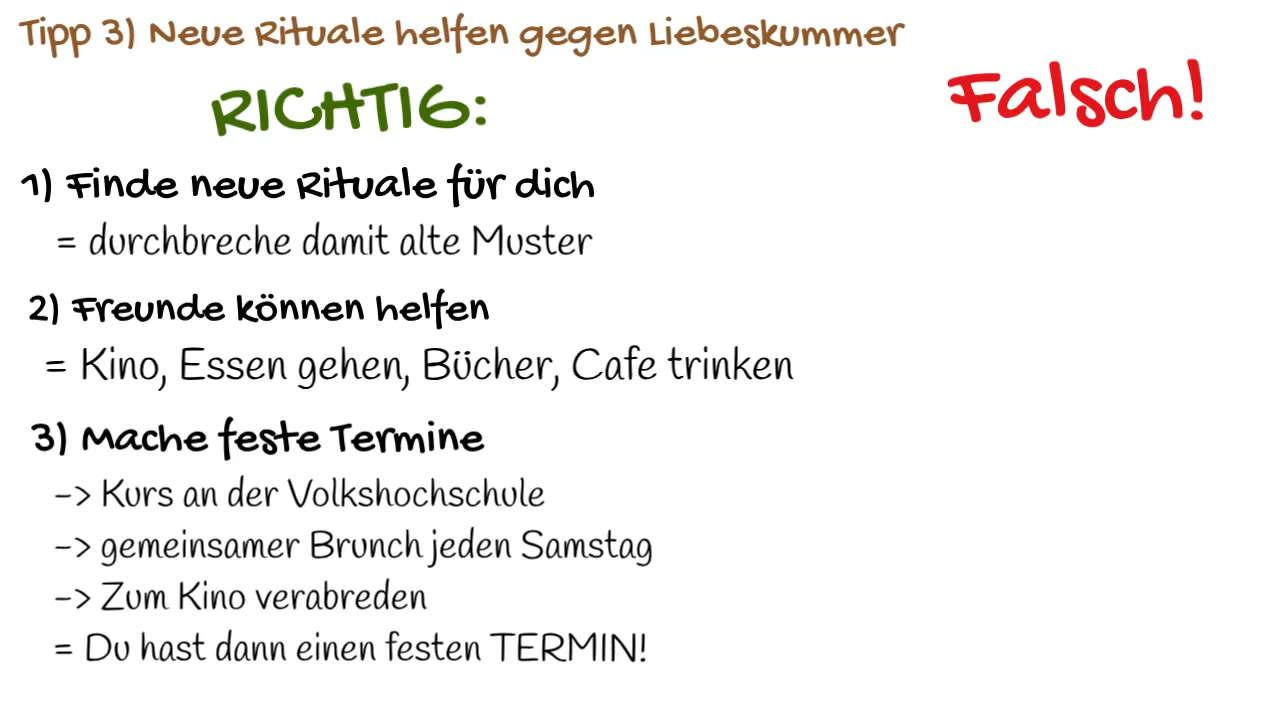 Tipp 3) Neue Rituale helfen gegen Liebeskummer
RICHTIG:
Falsch!
1) Finde neue Rituale für dich
= durchbreche damit alte Muster
2) Freunde können helfen
= Kino, Essen gehen, Bücher, Cafe trinken
3) Mache feste Termine
-> Kurs an der Volkshochschule
-> gemeinsamer Brunch jeden Samstag
-> Zum Kino verabreden
= Du hast dann einen festen TERMIN!